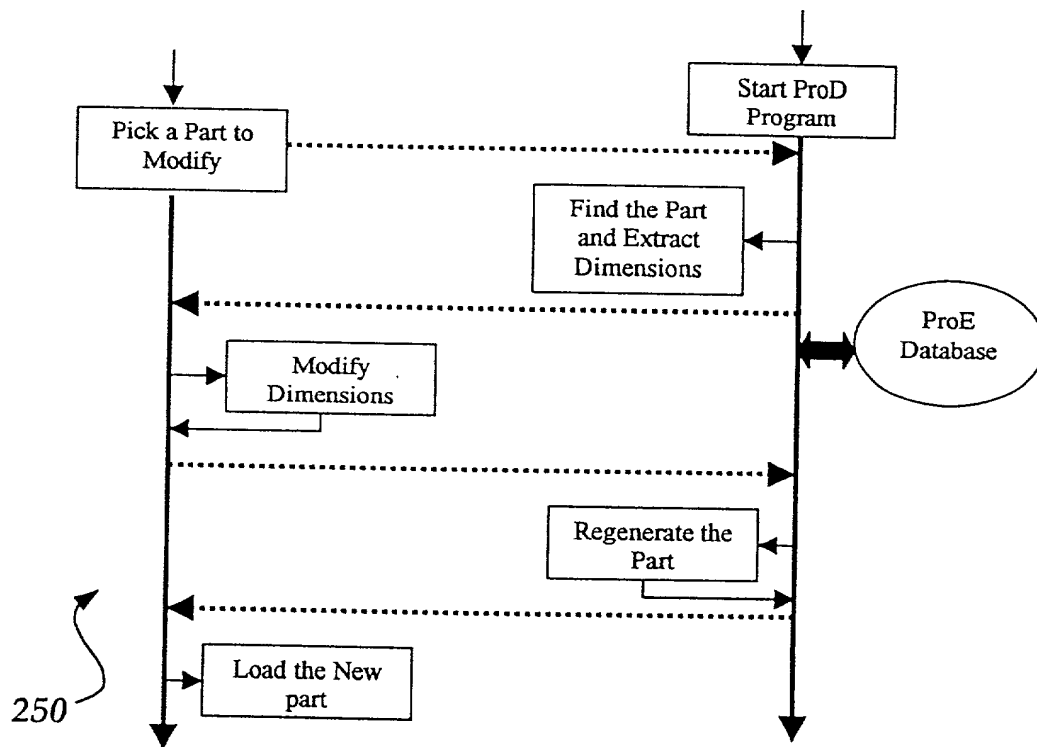 Start ProD
Program
Pick a Part to
Modify
Find the Part
and Extract
Dimensions
ProE
Database
Modify
Dimensions
Regenerate the
Part
Load the New
part
250